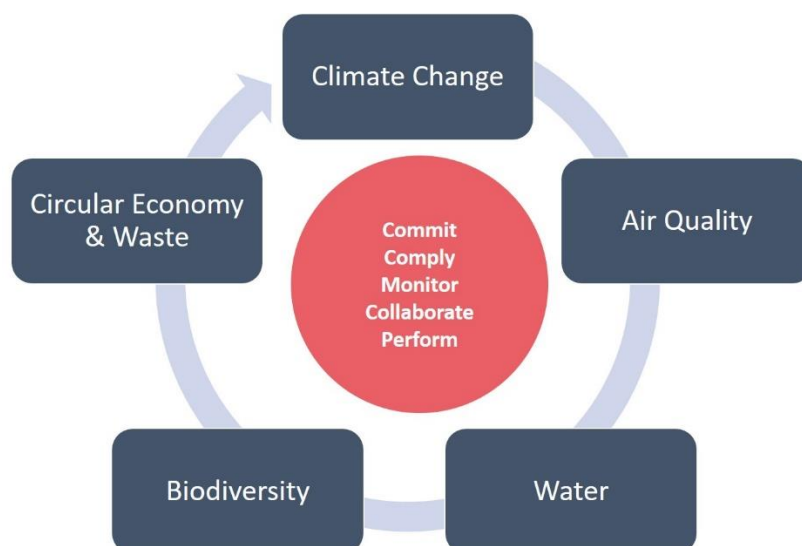 Climate Change
Circular Economy
& Waste
Air Quality
Commit
Comply
Monitor
Collaborate
Perform
Biodiversity
Water